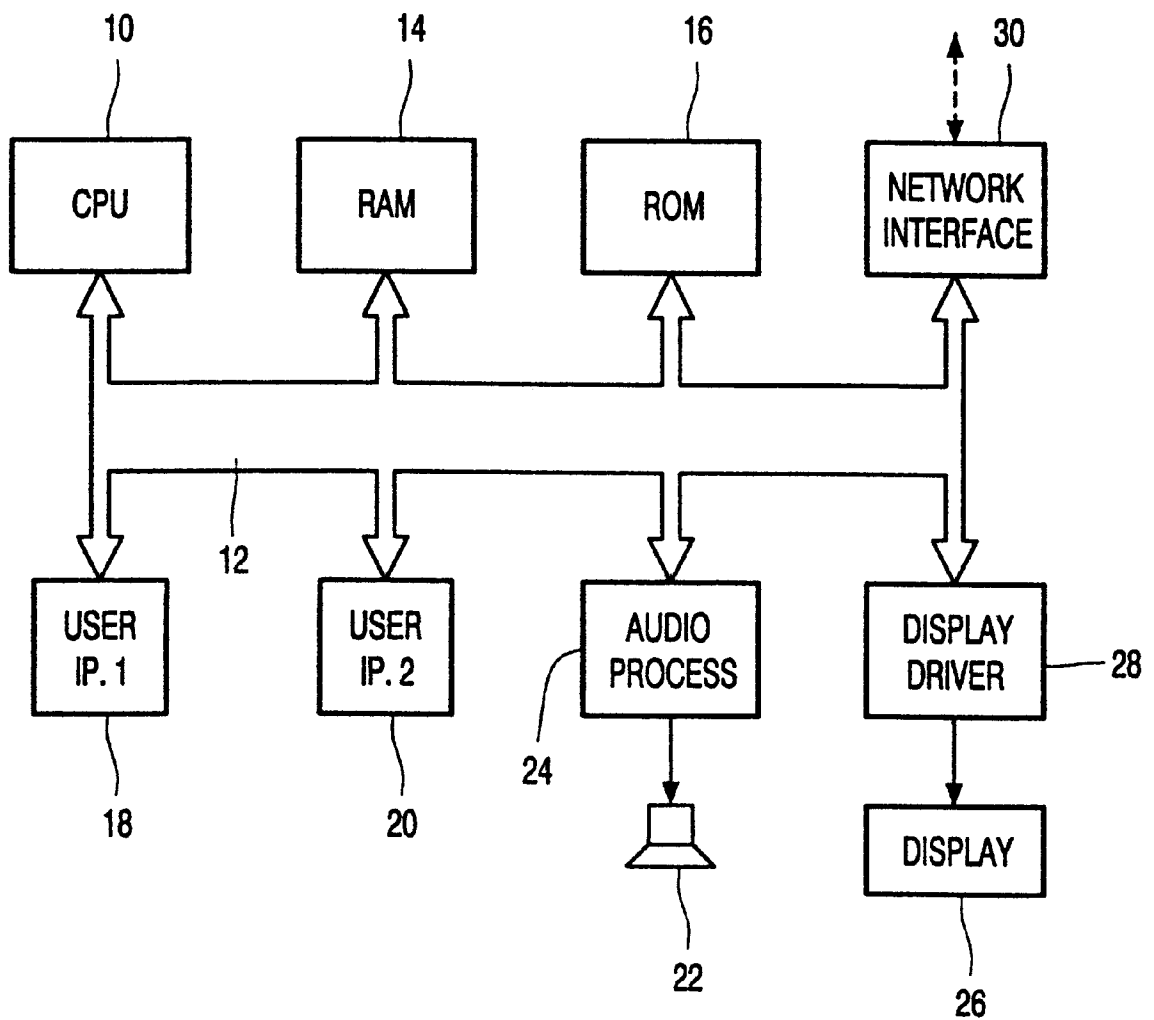 10
14
16
30
CPU
RAM
ROM
NETWORK
INTERFACE
12
USER
IP. 1
USER
IP. 2
AUDIO
PROCESS
DISPLAY
DRIVER
28
24
18
20
DISPLAY
22
26